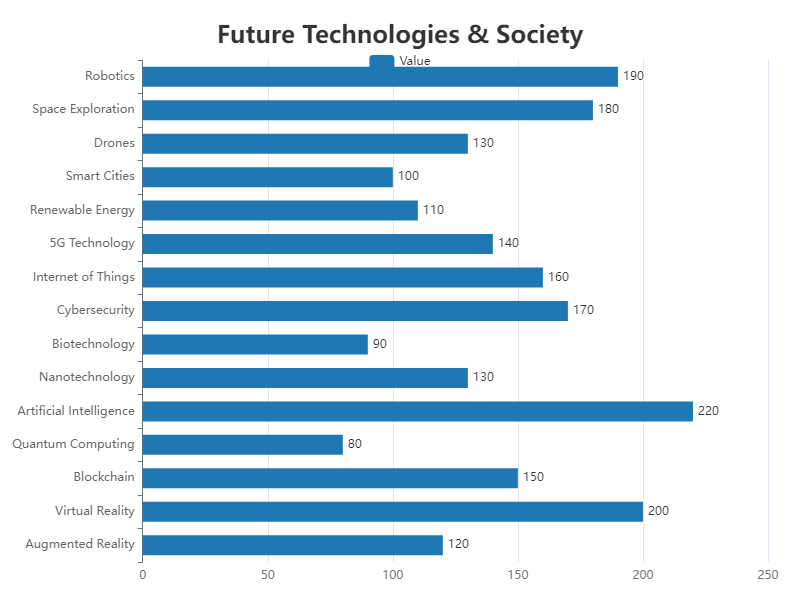 Future Technologies & Society
Value
Robotics 190
Space Exploration 180
Drones 130
Smart Cities 100
Renewable Energy 110
5G Technology 140
Internet of Things 160
Cybersecurity 170
Biotechnology 90
Nanotechnology 130
Artificial Intelligence 220
Quantum Computing 80
Blockchain 150
Virtual Reality 200
Augmented Reality 120
0 50 100 150 200 250